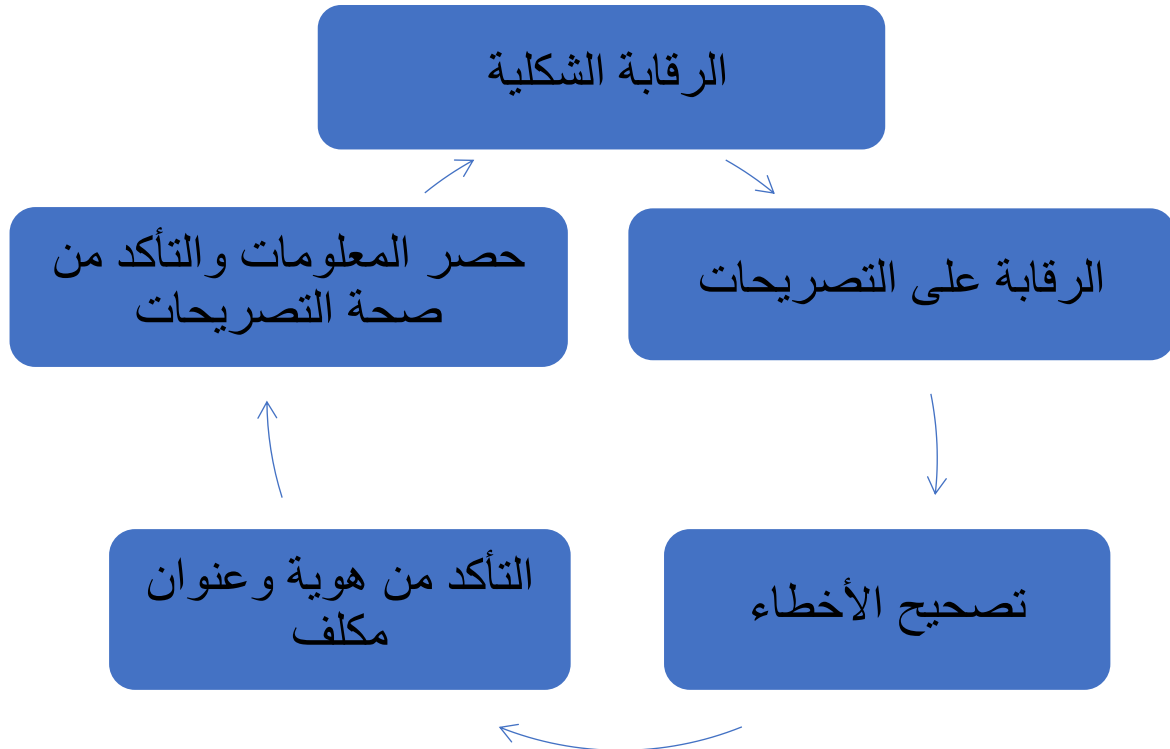 الرقابة الشكلية
الرقابة على التصريحات
تصحيح الأخطاء
التأكد من هوية وعنوان
مكلف
حصر المعلومات والتأكد من
صحة التصريحات